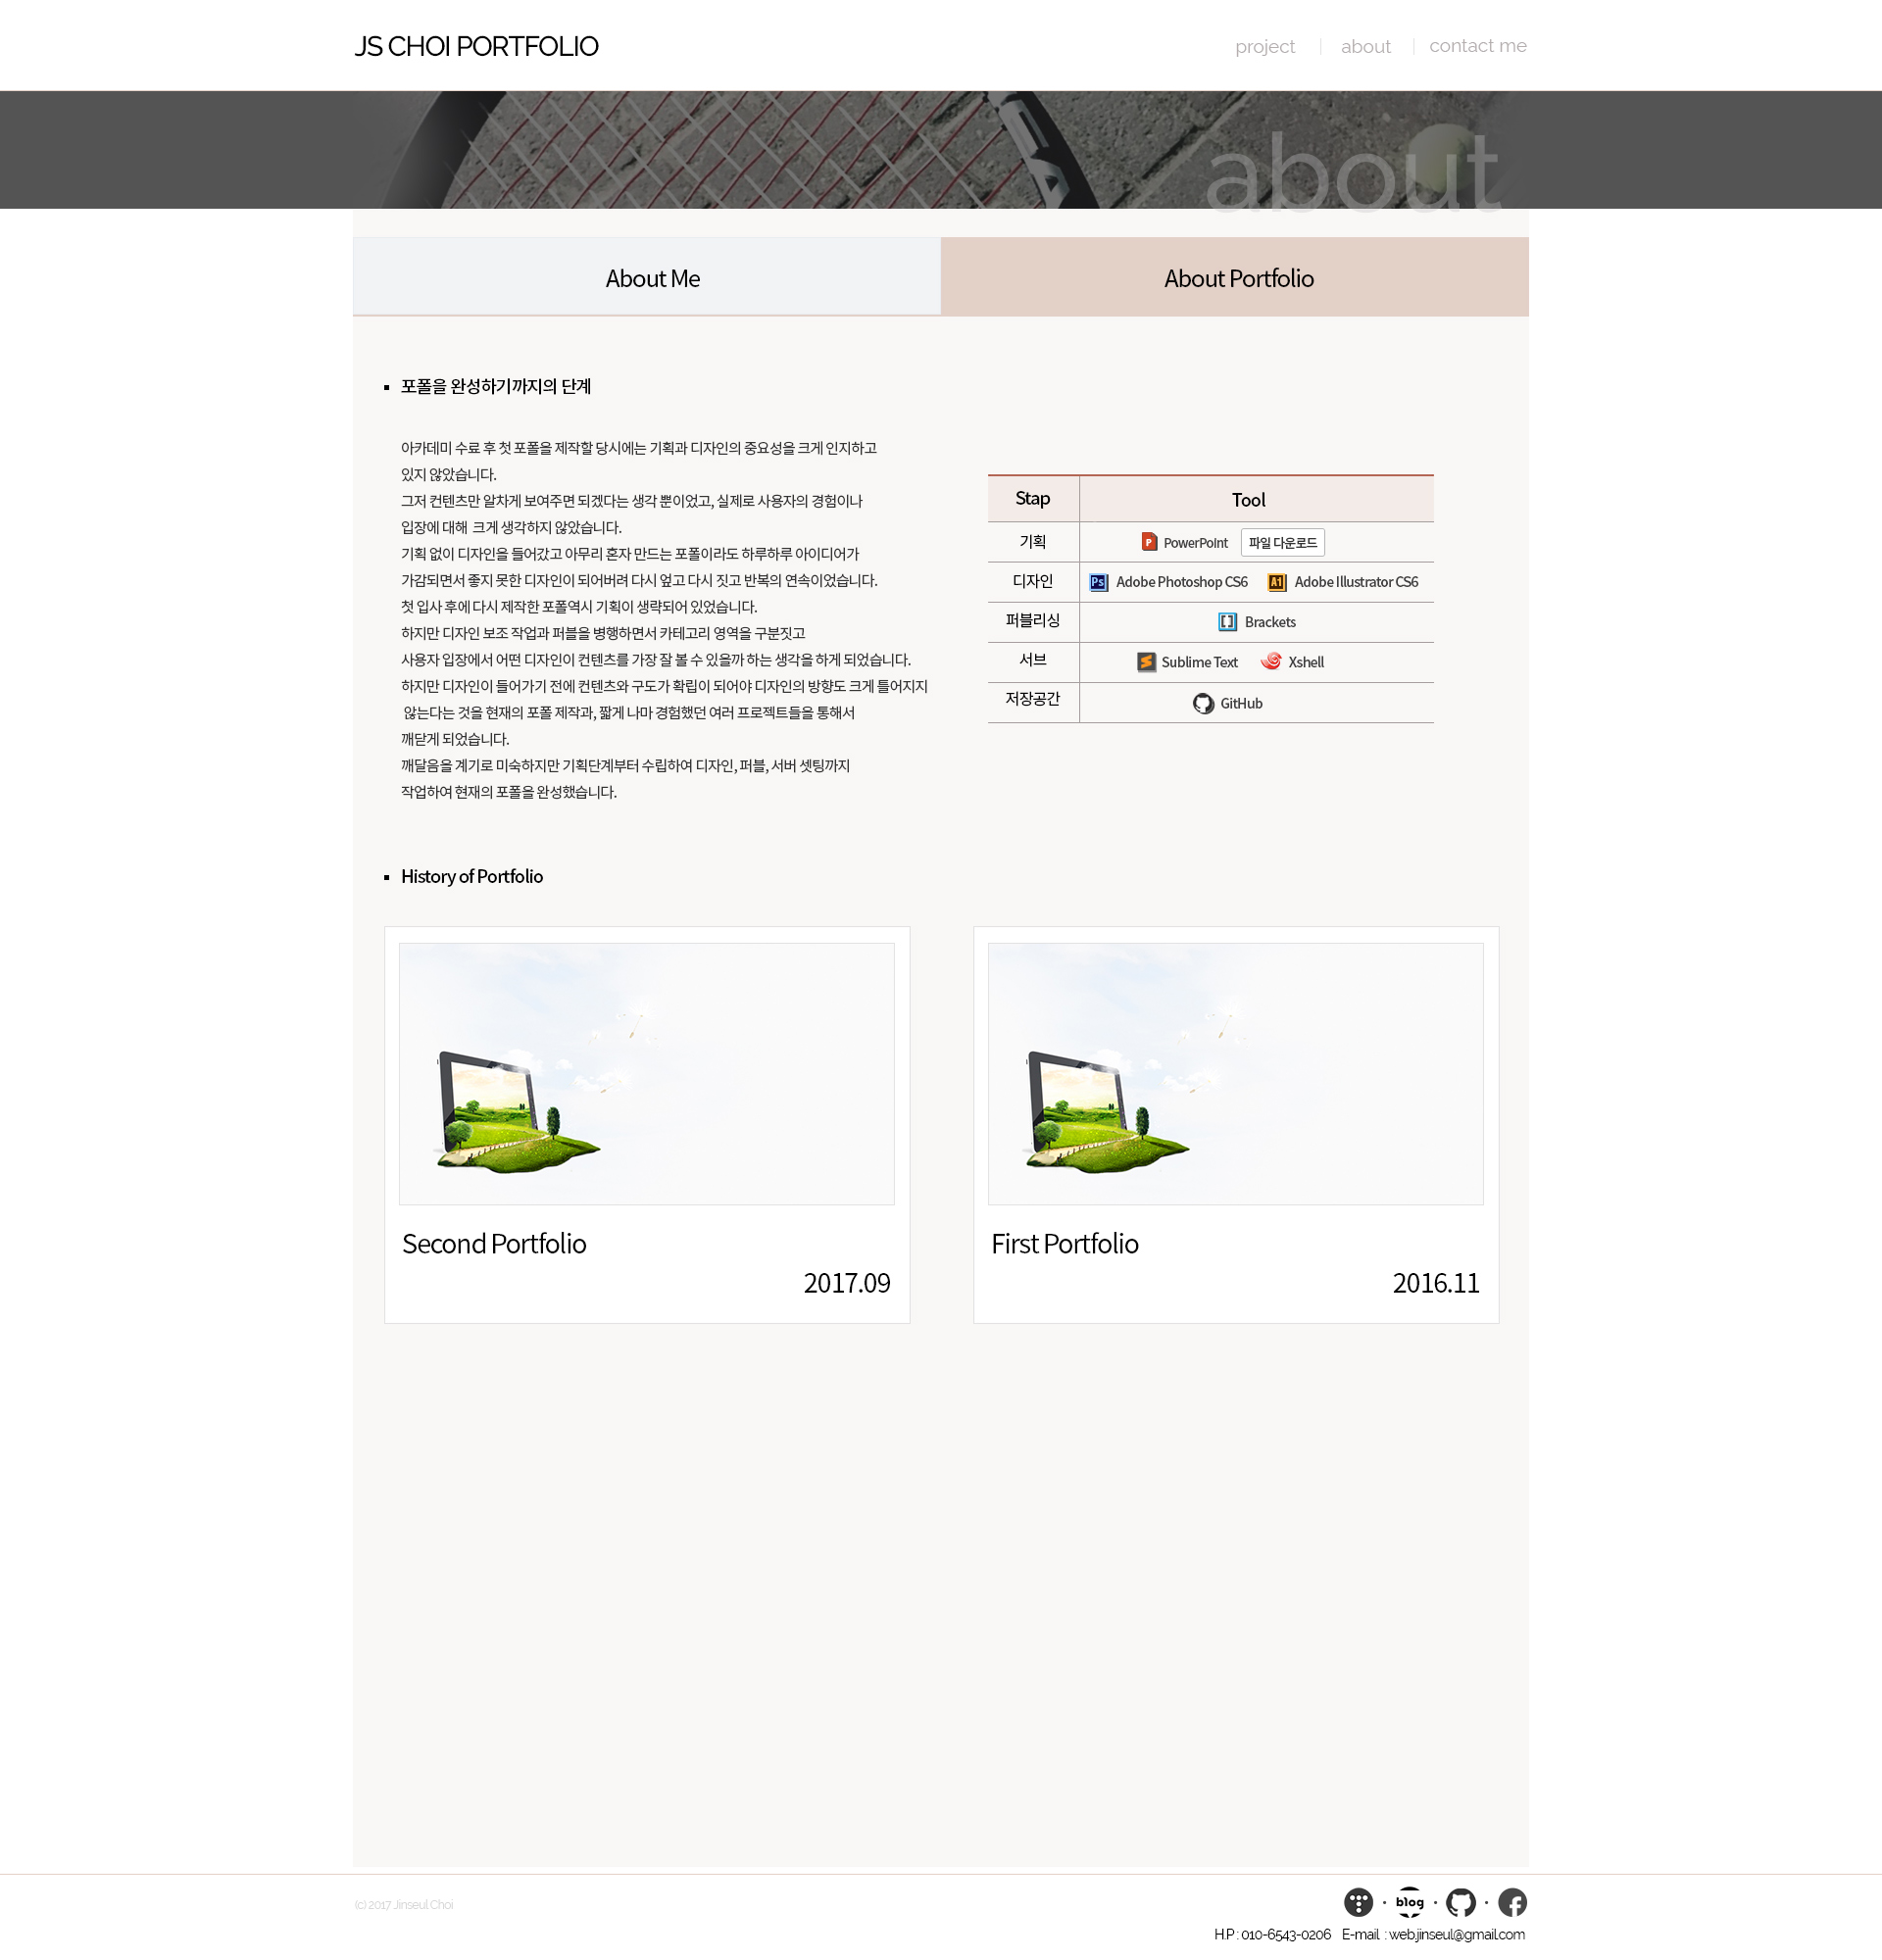 JS CHOI PORTFOLIO
project
about
contact me
about
About Me
About Portfolio
포폴을 완성하기까지의 단계
아카데미 수료 후 첫 포폴을 제작할 당시에는 기획과 디자인의 중요성을 크게 인지하고
있지 않았습니다.
그저 컨텐츠만 알차게 보여주면 되겠다는 생각 뿐이었고, 실제로 사용자의 경험이나
입장에 대해 크게 생각하지 않았습니다.
기획 없이 디자인을 들어갔고 아무리 혼자 만드는 포폴이라도 하루하루 아이디어가
가감되면서 좋지 못한 디자인이 되어버려 다시 엎고 다시 짓고 반복의 연속이었습니다.
첫 입사 후에 다시 제작한 포폴역시 기획이 생략되어 있었습니다.
하지만 디자인 보조 작업과 퍼블을 병행하면서 카테고리 영역을 구분짓고
사용자 입장에서 어떤 디자인이 컨텐츠를 가장 잘 볼 수 있을까 하는 생각을 하게 되었습니다.
하지만 디자인이 들어가기 전에 컨텐츠와 구도가 확립이 되어야 디자인의 방향도 크게 틀어지지
않는다는 것을 현재의 포폴 제작과, 짧게 나마 경험했던 여러 프로젝트들을 통해서
깨닫게 되었습니다.
깨달음을 계기로 미숙하지만 기획단계부터 수립하여 디자인, 퍼블, 서버 셋팅까지
작업하여 현재의 포폴을 완성했습니다.
Stap Tool
기획 P PowerPoint 파일 다운로드
디자인 Ps Adobe Photoshop CS6 Ai Adobe Illustrator CS6
퍼블리싱 Brackets
서브 Sublime Text Xshell
저장공간 GitHub
History of Portfolio
Second Portfolio
2017.09
First Portfolio
2016.11
(c) 2017 Jinseul Choi
blog
H.P : 010-6543-0206 E-mail : web.jinseul@gmail.com